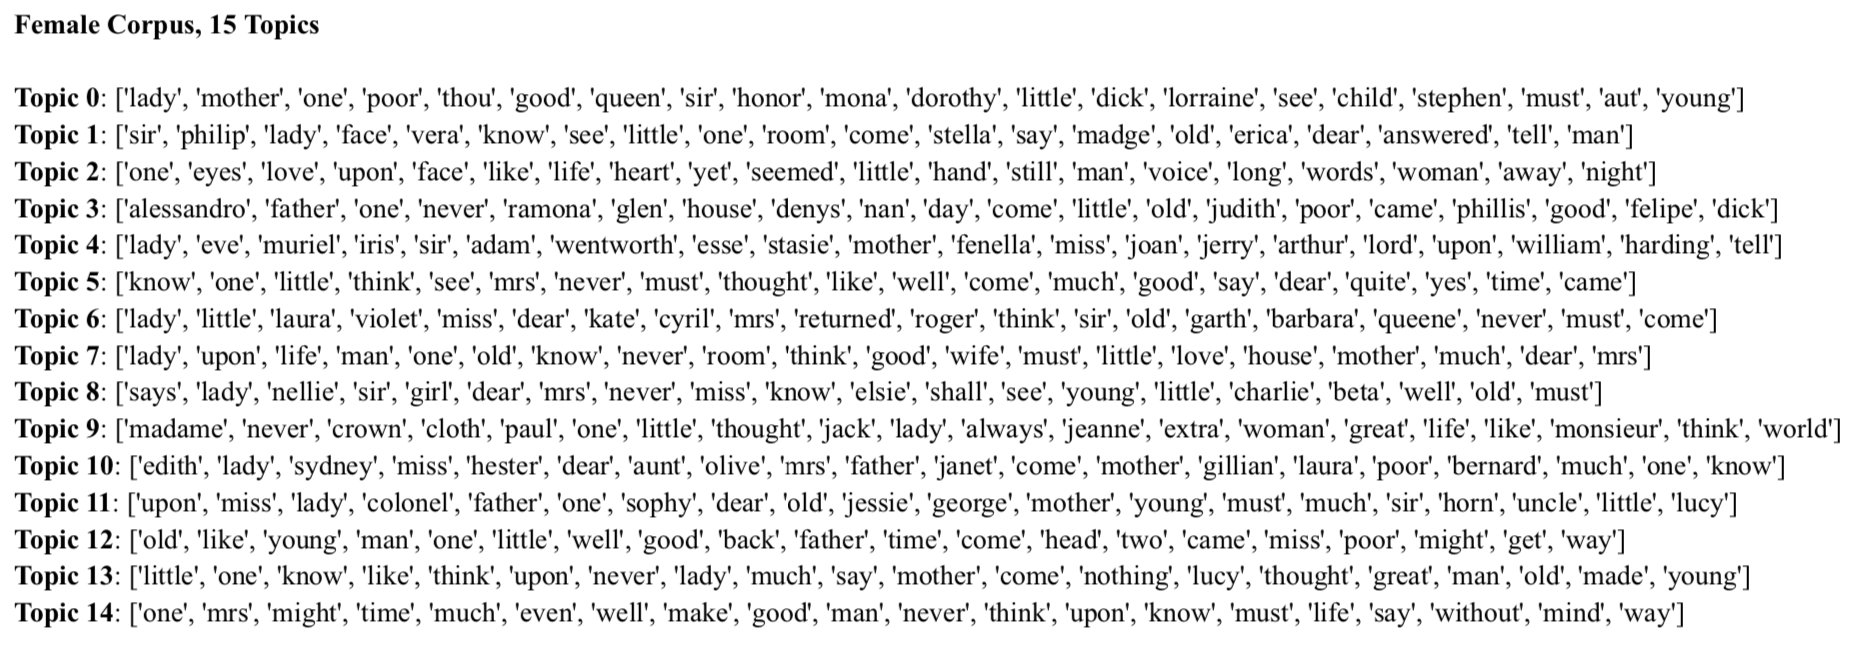 Female Corpus, 15 Topics
Topic 0: ['lady', 'mother', 'one', 'poor', 'thou', 'good', 'queen', 'sir', 'honor', 'mona', 'dorothy', 'little', 'dick', 'lorraine', 'see', 'child', 'stephen', 'must', 'aut', 'young']
Topic 1: ['sir', 'philip', 'lady', 'face', 'vera', 'know', 'see', 'little', 'one', 'room', 'come', 'stella', 'say', 'madge', 'old', 'erica', 'dear', 'answered', 'tell', 'man']
Topic 2: ['one', 'eyes', 'love', 'upon', 'face', 'like', 'life', 'heart', 'yet', 'seemed', 'little', 'hand', 'still', 'man', 'voice', 'long', 'words', 'woman', 'away', 'night']
Topic 3: ['alessandro', 'father', 'one', 'never', 'ramona', 'glen', 'house', 'denys', 'nan', 'day', 'come', 'little', 'old', 'judith', 'poor', 'came', 'phillis', 'good', 'felipe', 'dick']
Topic 4: ['lady', 'eve', 'muriel', 'iris', 'sir', 'adam', 'wentworth', 'esse', 'stasie', 'mother', 'fenella', 'miss', 'joan', 'jerry', 'arthur', 'lord', 'upon', 'william', 'harding', 'tell']
Topic 5: ['know', 'one', 'little', 'think', 'see', 'mrs', 'never', 'must', 'thought', 'like', 'well', 'come', 'much', 'good', 'say', 'dear', 'quite', 'yes', 'time', 'came']
Topic 6: ['lady', 'little', 'laura', 'violet', 'miss', 'dear', 'kate', 'cyril', 'mrs', 'returned', 'roger', 'think', 'sir', 'old', 'garth', 'barbara', 'queene', 'never', 'must', 'come']
Topic 7: ['lady', 'upon', 'life', 'man', 'one', 'old', 'know', 'never', 'room', 'think', 'good', 'wife', 'must', 'little', 'love', 'house', 'mother', 'much', 'dear', 'mrs']
Topic 8: ['says', 'lady', 'nellie', 'sir', 'girl', 'dear', 'mrs', 'never', 'miss', 'know', 'elsie', 'shall', 'see', 'young', 'little', 'charlie', 'beta', 'well', 'old', 'must']
Topic 9: ['madame', 'never', 'crown', 'cloth', 'paul', 'one', 'little', 'thought', 'jack', 'lady', 'always', 'jeanne', 'extra', 'woman', 'great', 'life', 'like', 'monsieur', 'think', 'world']
Topic 10: ['edith', 'lady', 'sydney', 'miss', 'hester', 'dear', 'aunt', 'olive', 'mrs', 'father', 'janet', 'come', 'mother', 'gillian', 'laura', 'poor', 'bernard', 'much', 'one', 'know']
Topic 11: ['upon', 'miss', 'lady', 'colonel', 'father', 'one', 'sophy', 'dear', 'old', 'jessie', 'george', 'mother', 'young', 'must', 'much', 'sir', 'horn', 'uncle', 'little', 'lucy']
Topic 12: ['old', 'like', 'young', 'man', 'one', 'little', 'well', 'good', 'back', 'father', 'time', 'come', 'head', 'two', 'came', 'miss', 'poor', 'might', 'get', 'way']
Topic 13: ['little', 'one', 'know', 'like', 'think', 'upon', 'never', 'lady', 'much', 'say', 'mother', 'come', 'nothing', 'lucy', 'thought', 'great', 'man', 'old', 'made', 'young']
Topic 14: ['one', 'mrs', 'might', 'time', 'much', 'even', 'well', 'make', 'good', 'man', 'never', 'think', 'upon', 'know', 'must', 'life', 'say', 'without', 'mind', 'way']